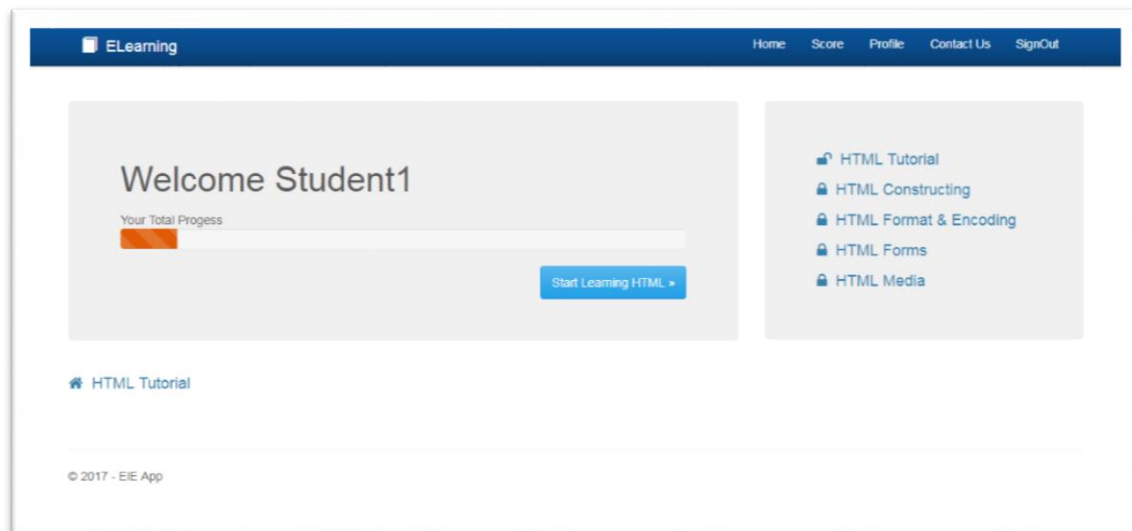 ELearning
Home Score Profile Contact Us SignOut
Welcome Student1
Your Total Progess
Start Learning HTML »
HTML Tutorial
HTML Constructing
HTML Format & Encoding
HTML Forms
HTML Media
HTML Tutorial
© 2017 - EIE App